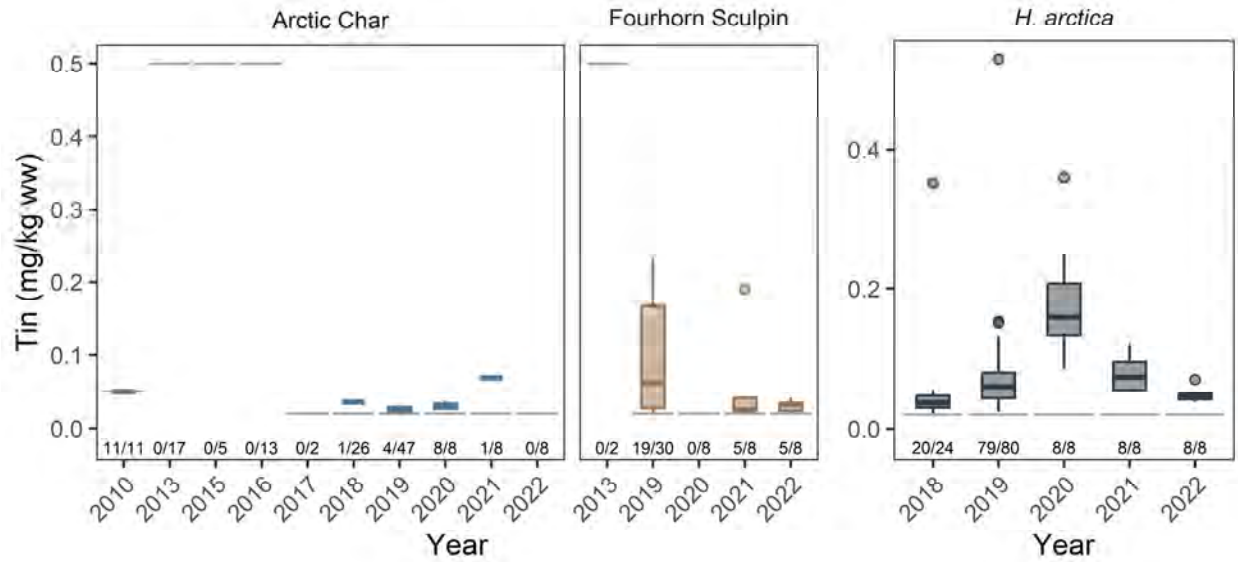 Arctic Char Fourhorn Sculpin H. arctica
Tin (mg/kg ww)
0.5
0.4
0.3
0.2
0.1
0.0
0.4
0.2
0.0
11/11 0/17 0/5 0/13 0/2 1/26 4/47 8/8 1/8 0/8
0/2 19/30 0/8 5/8 5/8
20/24 79/80 8/8 8/8 8/8
2010 2013 2015 2016 2017 2018 2019 2020 2021 2022
2013 2019 2020 2021 2022
2018 2019 2020 2021 2022
Year Year